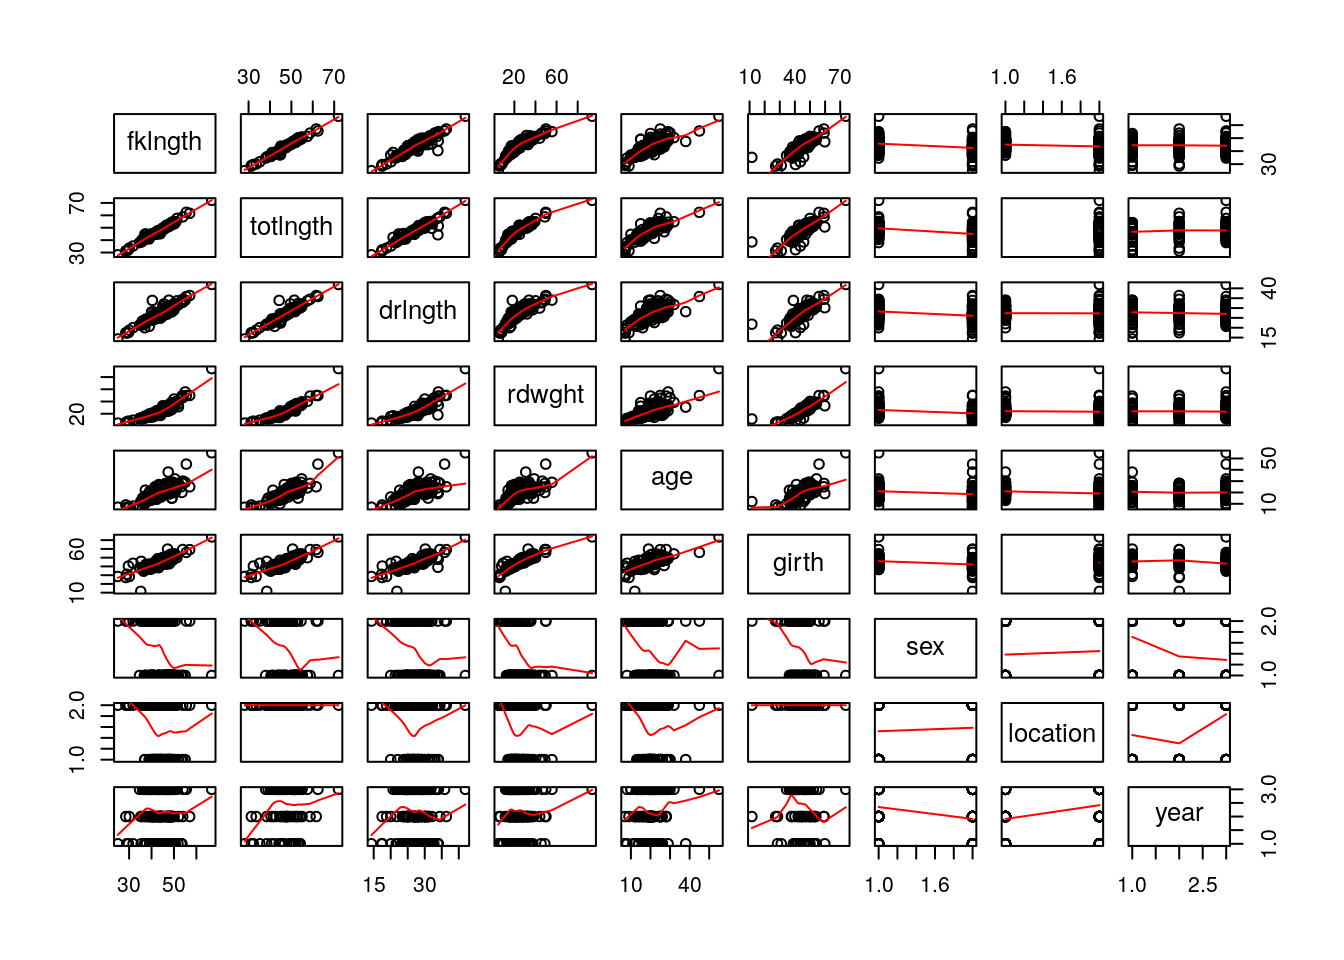 30 50 70 20 60 10 40 70 1.0 1.6
fklngth 30
70 30 totlngth
drlngth 40 15
20 rdwght
age 50 10
60 10 girth
sex 2.0 1.0
2.0 1.0 location
year 3.0 1.0
30 50 15 30 10 40 1.0 1.6 1.0 2.5